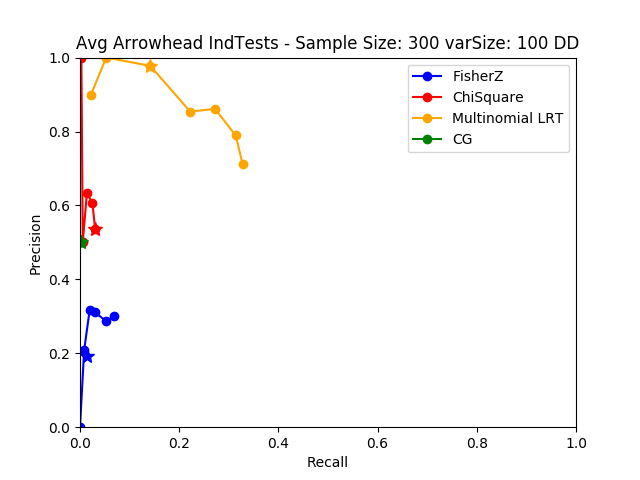 Avg Arrowhead IndTests - Sample Size: 300 varSize: 100 DD
FisherZ
ChiSquare
Multinomial LRT
CG
Precision
1.0
0.8
0.6
0.4
0.2
0.0
0.0 0.2 0.4 0.6 0.8 1.0
Recall